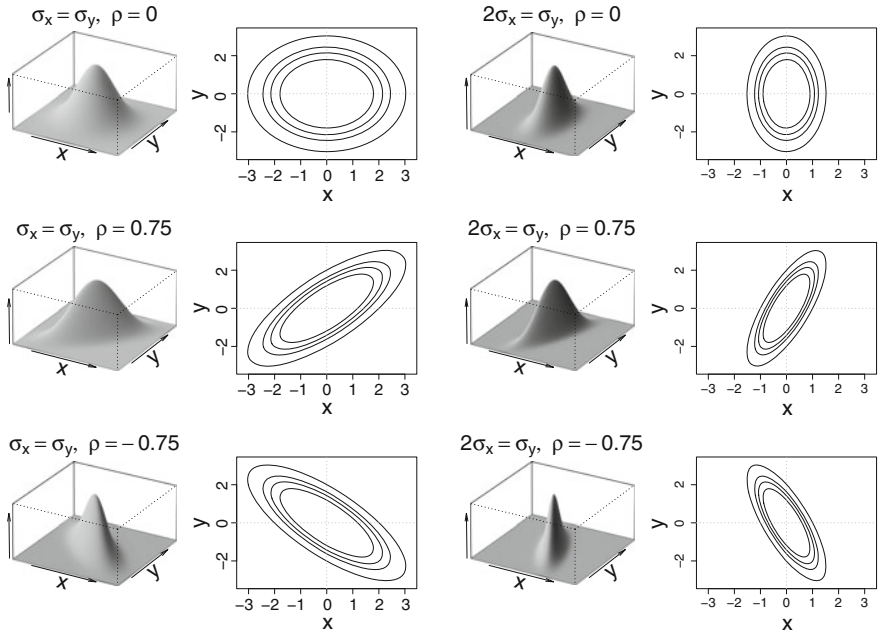 σx = σy, ρ = 0
2σx = σy, ρ = 0
x
y
y
2
0
−2
−3 −2 −1 0 1 2 3
x
x
y
y
2
0
−2
−3 −2 −1 0 1 2 3
x
σx = σy, ρ = 0.75
2σx = σy, ρ = 0.75
x
y
y
2
0
−2
−3 −2 −1 0 1 2 3
x
x
y
y
2
0
−2
−3 −2 −1 0 1 2 3
x
σx = σy, ρ = − 0.75
2σx = σy, ρ = − 0.75
x
y
y
2
0
−2
−3 −2 −1 0 1 2 3
x
x
y
y
2
0
−2
−3 −2 −1 0 1 2 3
x